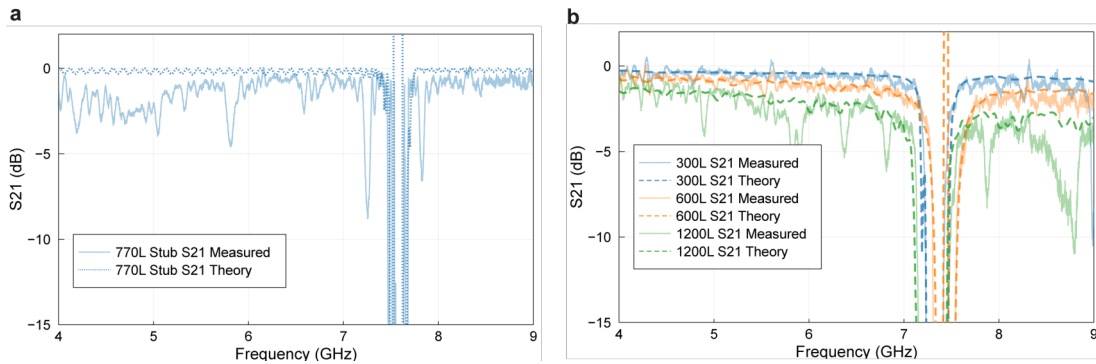 a
S21 (dB)
0
−5
−10
−15
770L Stub S21 Measured
770L Stub S21 Theory
4
5
6
7
8
9
Frequency (GHz)
b
S21 (dB)
0
−5
−10
−15
300L S21 Measured
300L S21 Theory
600L S21 Measured
600L S21 Theory
1200L S21 Measured
1200L S21 Theory
4
5
6
7
8
9
Frequency (GHz)